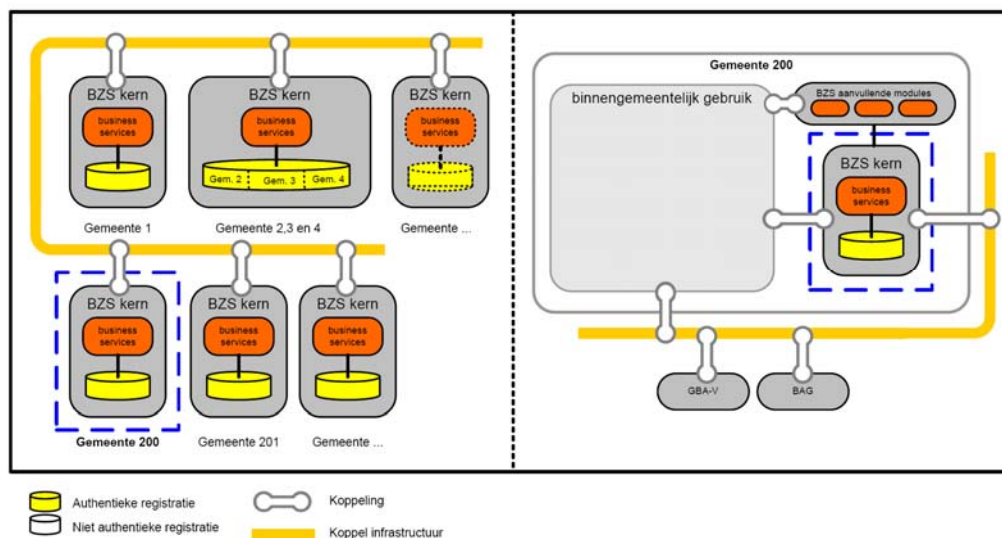 BZS kern
business
services
Gemeente 1
BZS kern
business
services
Gem. 2
Gem. 3
Gem. 4
Gemeente 2,3 en 4
BZS kern
business
services
Gemeente ...
BZS kern
business
services
Gemeente 200
BZS kern
business
services
Gemeente 201
BZS kern
business
services
Gemeente ...
Gemeente 200
binnengemeentelijk gebruik
BZS aanvullende modules
BZS kern
business
services
GBA-V
BAG
Authentieke registratie
Niet authentieke registratie
Koppeling
Koppel infrastructuur